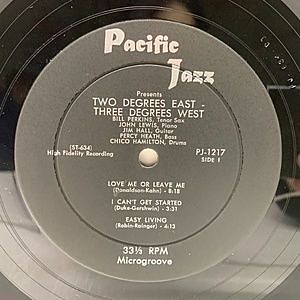 Pacific
Jazz
Presents
TWO DEGREES EAST -
THREE DEGREES WEST
BILL PERKINS, Tenor Sax
JOHN LEWIS, Piano
JIM HALL, Guitar
PERCY HEATH, Bass
CHICO HAMILTON, Drums
[ST-634]
High Fidelity Recording
PJ-1217
SIDE 1
LOVE ME OR LEAVE ME
(Donaldson-Kahn) - 8:18
I CAN'T GET STARTED
(Duke-Gershwin) - 3:31
EASY LIVING
(Robin-Rainger) - 4:13
33⅓ RPM
Microgroove